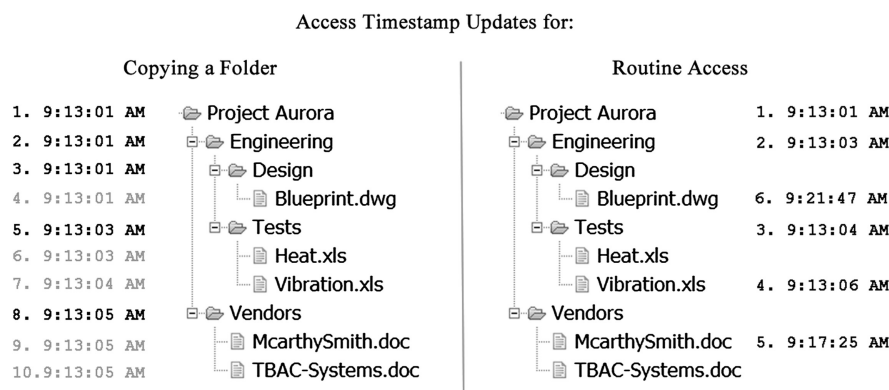 Access Timestamp Updates for:
Copying a Folder
1. 9:13:01 AM Project Aurora
2. 9:13:01 AM Engineering
3. 9:13:01 AM Design
4. 9:13:01 AM Blueprint.dwg
5. 9:13:03 AM Tests
6. 9:13:03 AM Heat.xls
7. 9:13:04 AM Vibration.xls
8. 9:13:05 AM Vendors
9. 9:13:05 AM McarthySmith.doc
10.9:13:05 AM TBAC-Systems.doc
Routine Access
Project Aurora 1. 9:13:01 AM
Engineering 2. 9:13:03 AM
Design
Blueprint.dwg 6. 9:21:47 AM
Tests 3. 9:13:04 AM
Heat.xls
Vibration.xls 4. 9:13:06 AM
Vendors
McarthySmith.doc 5. 9:17:25 AM
TBAC-Systems.doc